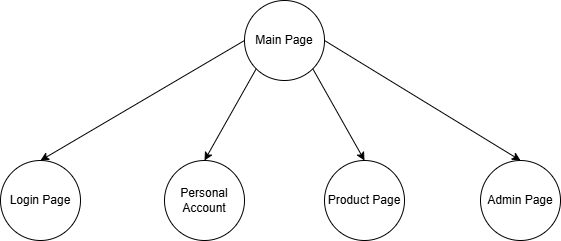 Main Page
Login Page
Personal
Account
Product Page
Admin Page